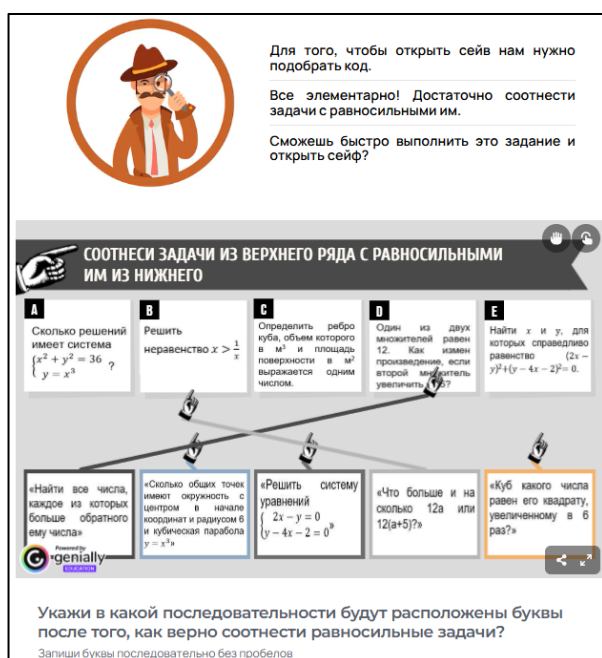 Для того, чтобы открыть сейв нам нужно
подобрать код.
Все элементарно! Достаточно соотнести
задачи с равносильными им.
Сможешь быстро выполнить это задание и
открыть сейф?
СООТНЕСИ ЗАДАЧИ ИЗ ВЕРХНЕГО РЯДА С РАВНОСИЛЬНЫМИ
ИМ ИЗ НИЖНЕГО
A
Сколько решений
имеет система
{x² + y² = 36
y = x³ ?
B
Решить
неравенство x > 1/x
C
Определить ребро
куба, объем которого
в м³ и площадь
поверхности в м²
выражается одним
числом.
D
Один из двух
множителей равен
12. Как измен
произведение, если
второй множитель
увеличить 5?
E
Найти x и y, для
которых справедливо
равенство (2x –
y)²+(y – 4x – 2)²= 0.
«Найти все числа,
каждое из которых
больше обратного
ему числа»
«Сколько общих точек
имеют окружность с
центром в начале
координат и радиусом 6
и кубическая парабола
y = x³»
«Решить систему
уравнений
{ 2x – y = 0
y – 4x – 2 = 0»
«Что больше и на
сколько 12a или
12(a+5)?»
«Куб какого числа
равен его квадрату,
увеличенному в 6
раз?»
Powered by
genially
EDUCATION
Укажи в какой последовательности будут расположены буквы
после того, как верно соотнести равносильные задачи?
Запиши буквы последовательно без пробелов